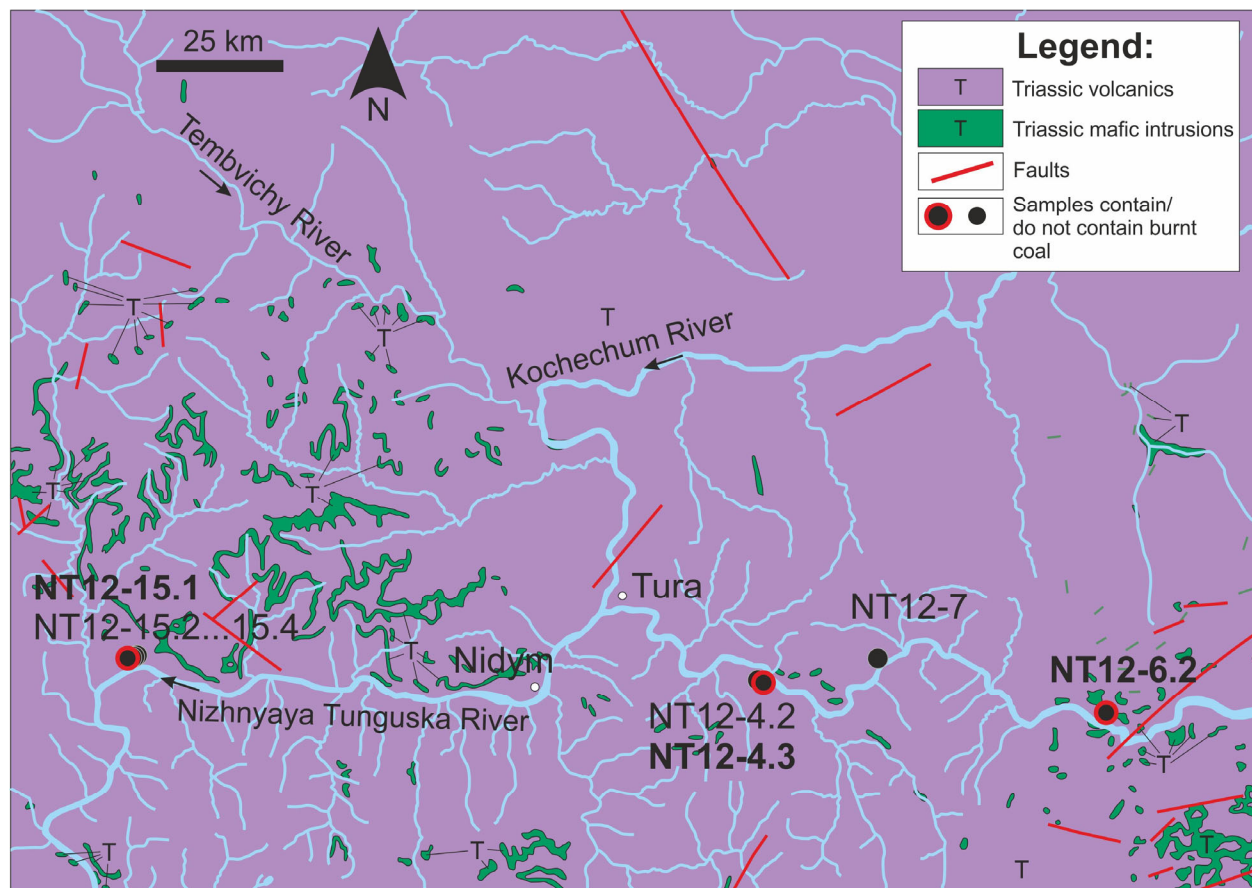 25 km
N
Legend:
T Triassic volcanics
T Triassic mafic intrusions
Faults
Samples contain/
do not contain burnt
coal
Tembvichy River
T
T
T
Kochechum River
T
T
T
NT12-15.1
NT12-15.2...15.4
Tura
NT12-7
T
Nidym
NT12-6.2
Nizhnyaya Tunguska River
NT12-4.2
NT12-4.3
T
T
T
T
T